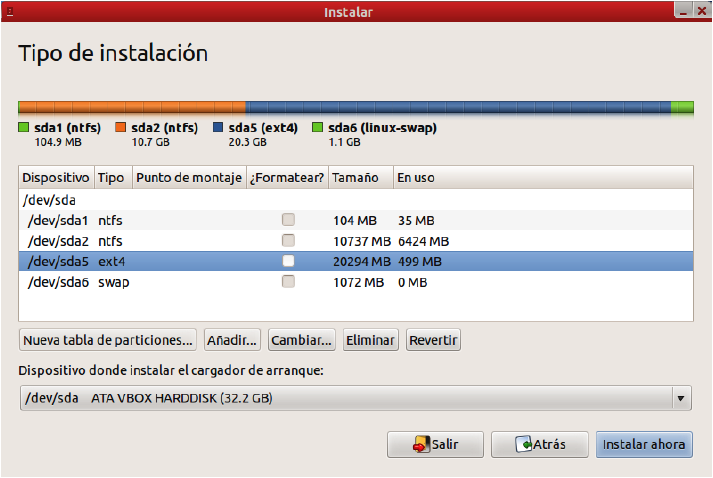 Instalar
Tipo de instalación
sda1 (ntfs) sda2 (ntfs) sda5 (ext4) sda6 (linux-swap)
104.9 MB 10.7 GB 20.3 GB 1.1 GB
Dispositivo Tipo Punto de montaje ¿Formatear? Tamaño En uso
/dev/sda
/dev/sda1 ntfs 104 MB 35 MB
/dev/sda2 ntfs 10737 MB 6424 MB
/dev/sda5 ext4 20294 MB 499 MB
/dev/sda6 swap 1072 MB 0 MB
Nueva tabla de particiones... Añadir... Cambiar... Eliminar Revertir
Dispositivo donde instalar el cargador de arranque:
/dev/sda ATA VBOX HARDDISK (32.2 GB)
Salir Atrás Instalar ahora